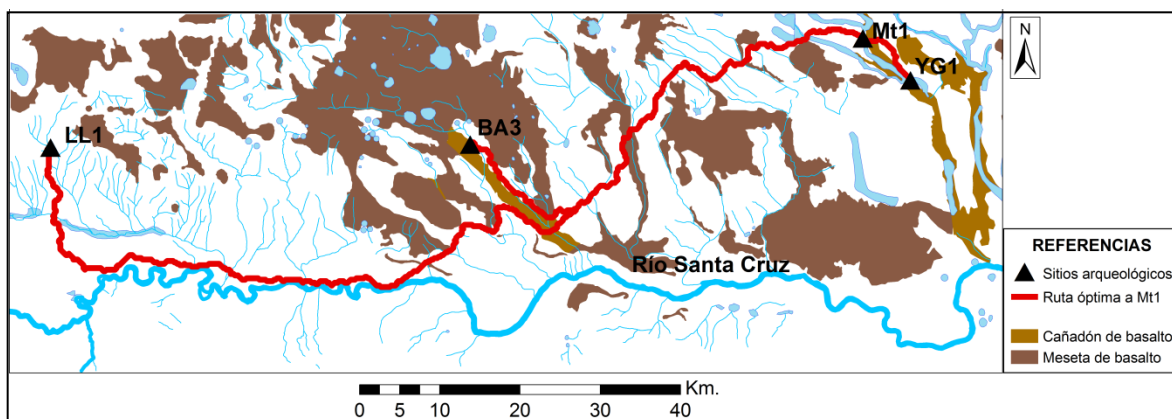 LL1
BA3
Mt1
YG1
Río Santa Cruz
N
REFERENCIAS
Sitios arqueológicos
Ruta óptima a Mt1
Cañadón de basalto
Meseta de basalto
0 5 10 20 30 40 Km.